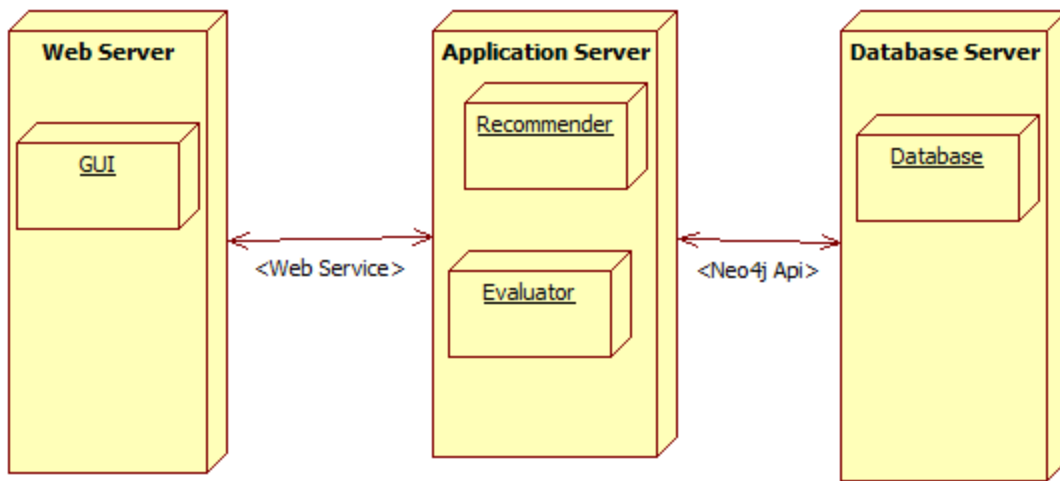 Web Server
GUI
<Web Service>
Application Server
Recommender
Evaluator
<Neo4j Api>
Database Server
Database